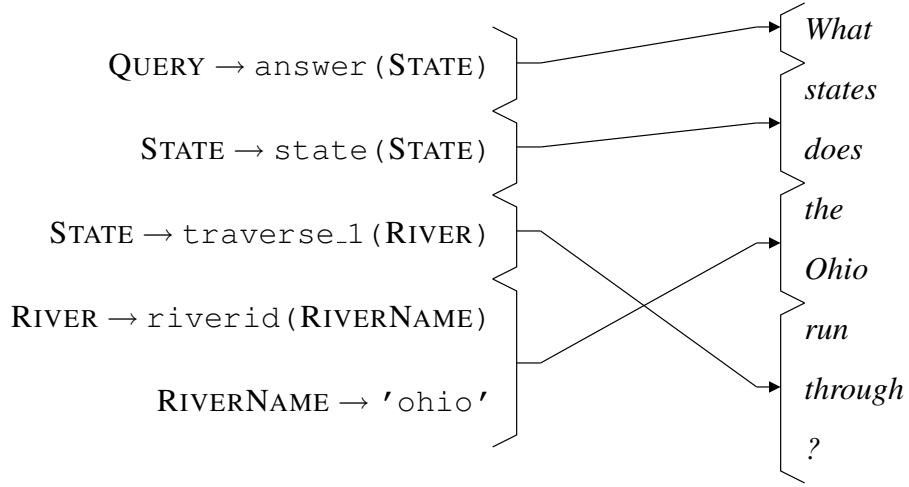 QUERY → answer(STATE)
STATE → state(STATE)
STATE → traverse_1(RIVER)
RIVER → riverid(RIVERNAME)
RIVERNAME → 'ohio'
What
states
does
the
Ohio
run
through
?